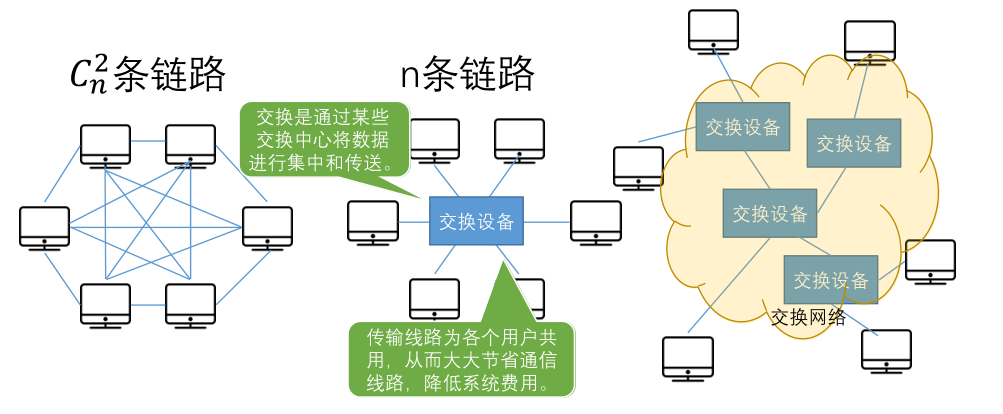 C_n^2条链路
n条链路
交换是通过某些
交换中心将数据
进行集中和传送。
交换设备
传输线路为各个用户共
用，从而大大节省通信
线路，降低系统费用。
交换设备
交换设备
交换设备
交换设备
交换网络